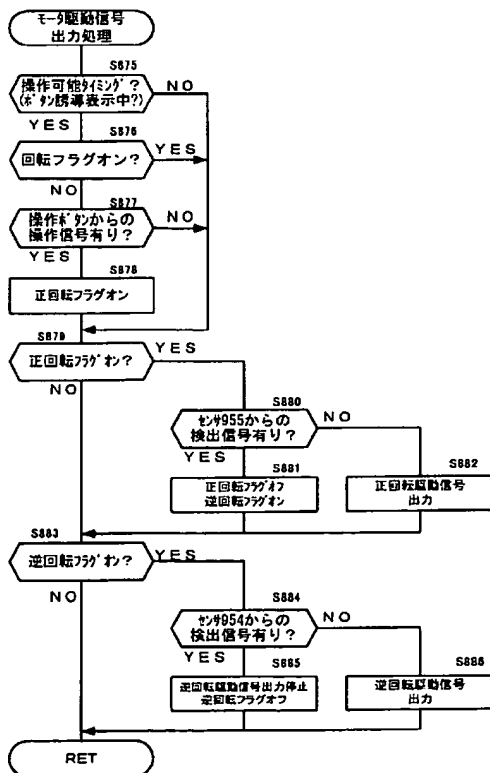 モータ駆動信号
出力処理
S875
操作可能タイミング?
(ボタン誘導表示中?)
NO
YES
S876
回転フラグオン?
YES
NO
S877
操作ボタンからの
操作信号有り?
NO
YES
S878
正回転フラグオン
S879
正回転フラグオン?
YES
NO
S880
センサ955からの
検出信号有り?
NO
YES
S881
正回転フラグオフ
逆回転フラグオン
S882
正回転駆動信号
出力
S883
逆回転フラグオン?
YES
NO
S884
センサ954からの
検出信号有り?
NO
YES
S885
逆回転駆動信号出力停止
逆回転フラグオフ
S886
逆回転駆動信号
出力
RET